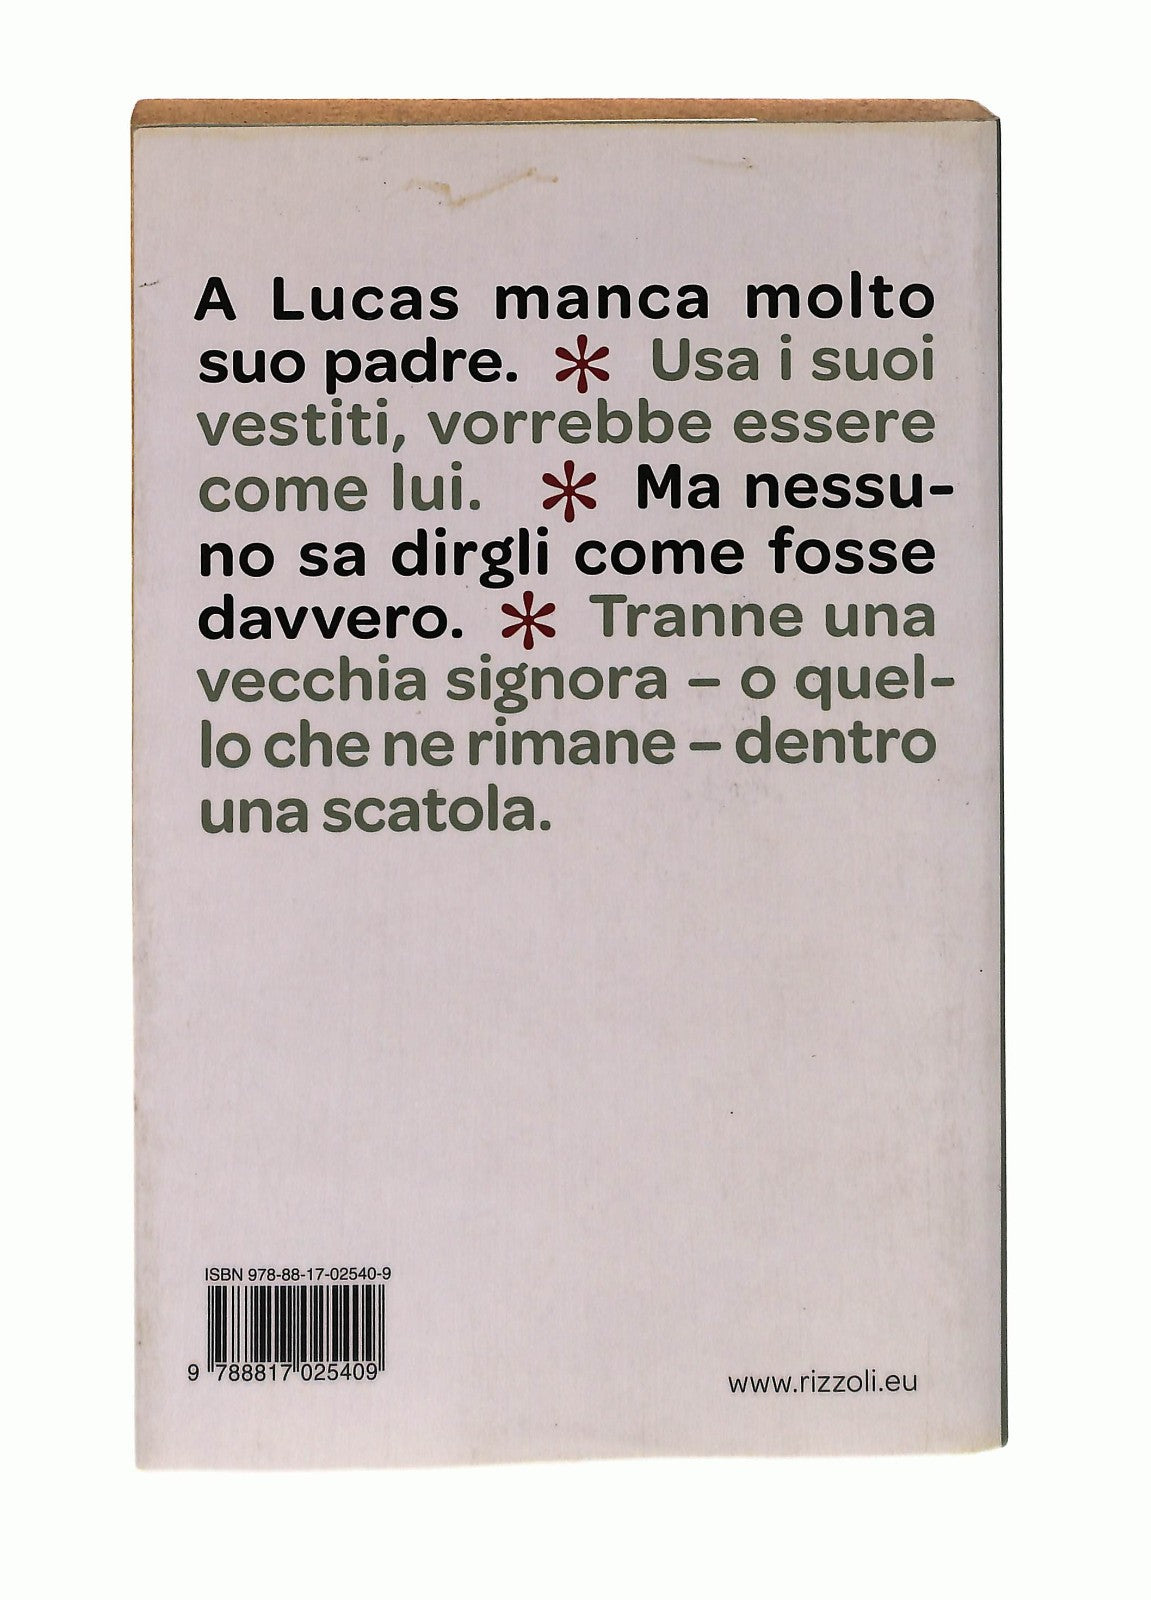 A Lucas manca molto
suo padre. * Usa i suoi
vestiti, vorrebbe essere
come lui. * Ma nessu-
no sa dirgli come fosse
davvero. * Tranne una
vecchia signora – o quel-
lo che ne rimane – dentro
una scatola.
ISBN 978-88-17-02540-9
9 788817 025409
www.rizzoli.eu